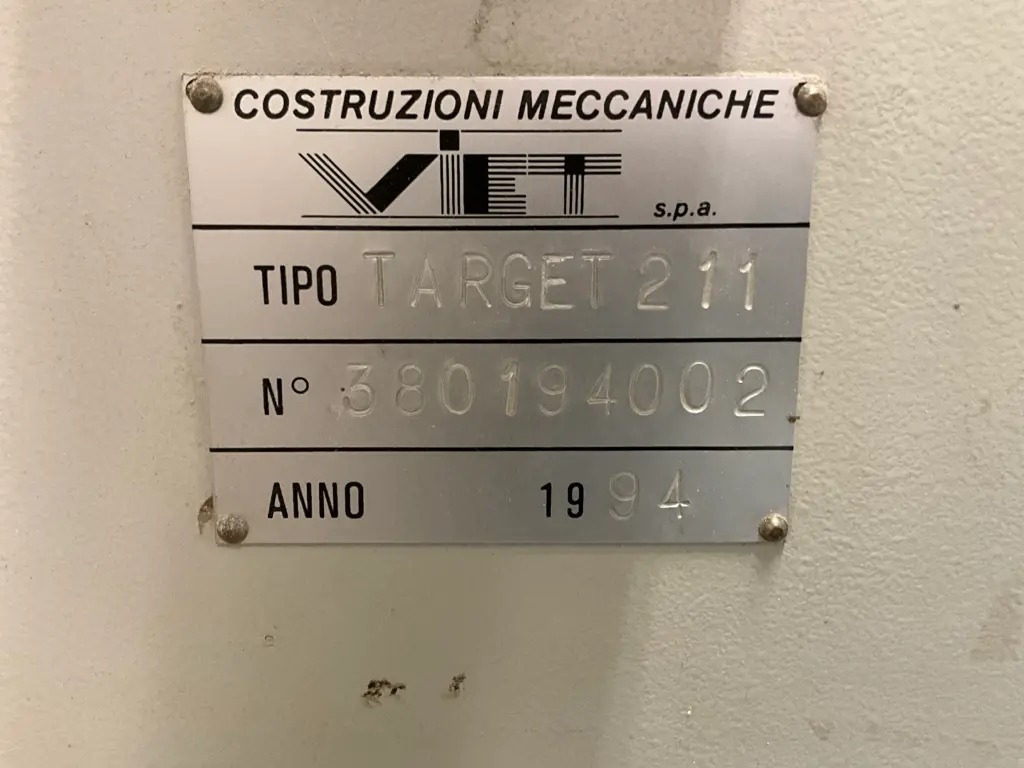 COSTRUZIONI MECCANICHE
VIET s.p.a.
TIPO TARGET 211
N° 380194002
ANNO 1994